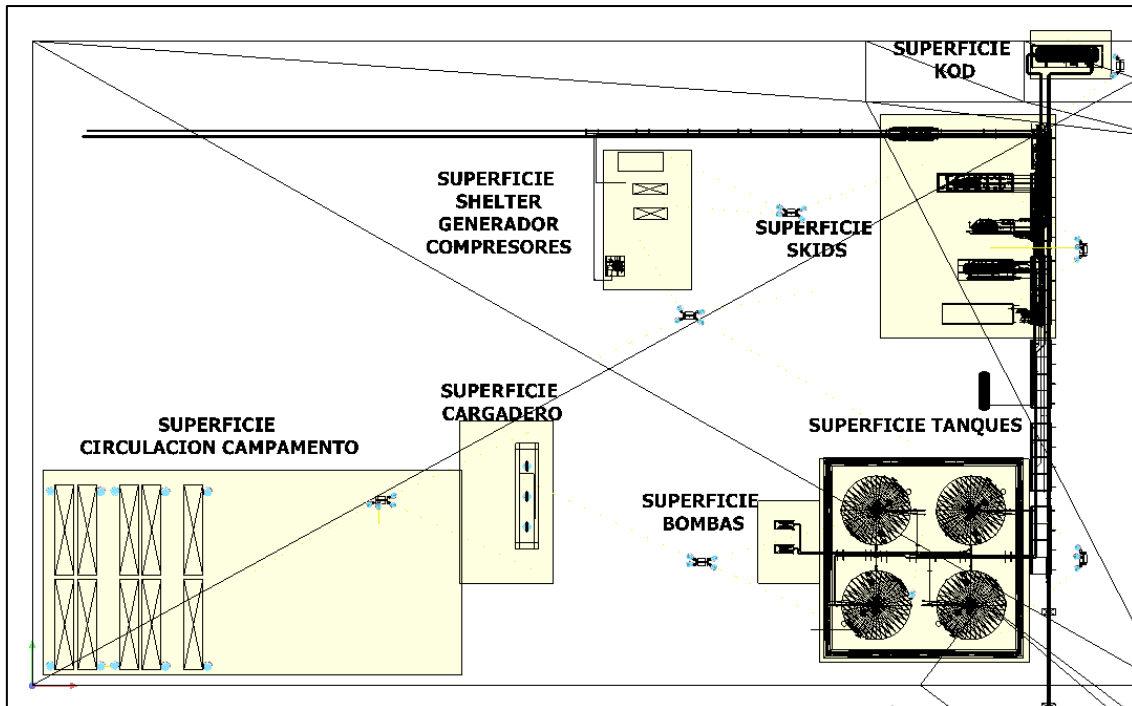 SUPERFICIE
KOD
SUPERFICIE
SHELTER
GENERADOR
COMPRESORES
SUPERFICIE
SKIDS
SUPERFICIE
CARGADERO
SUPERFICIE
CIRCULACION CAMPAMENTO
SUPERFICIE TANQUES
SUPERFICIE
BOMBAS